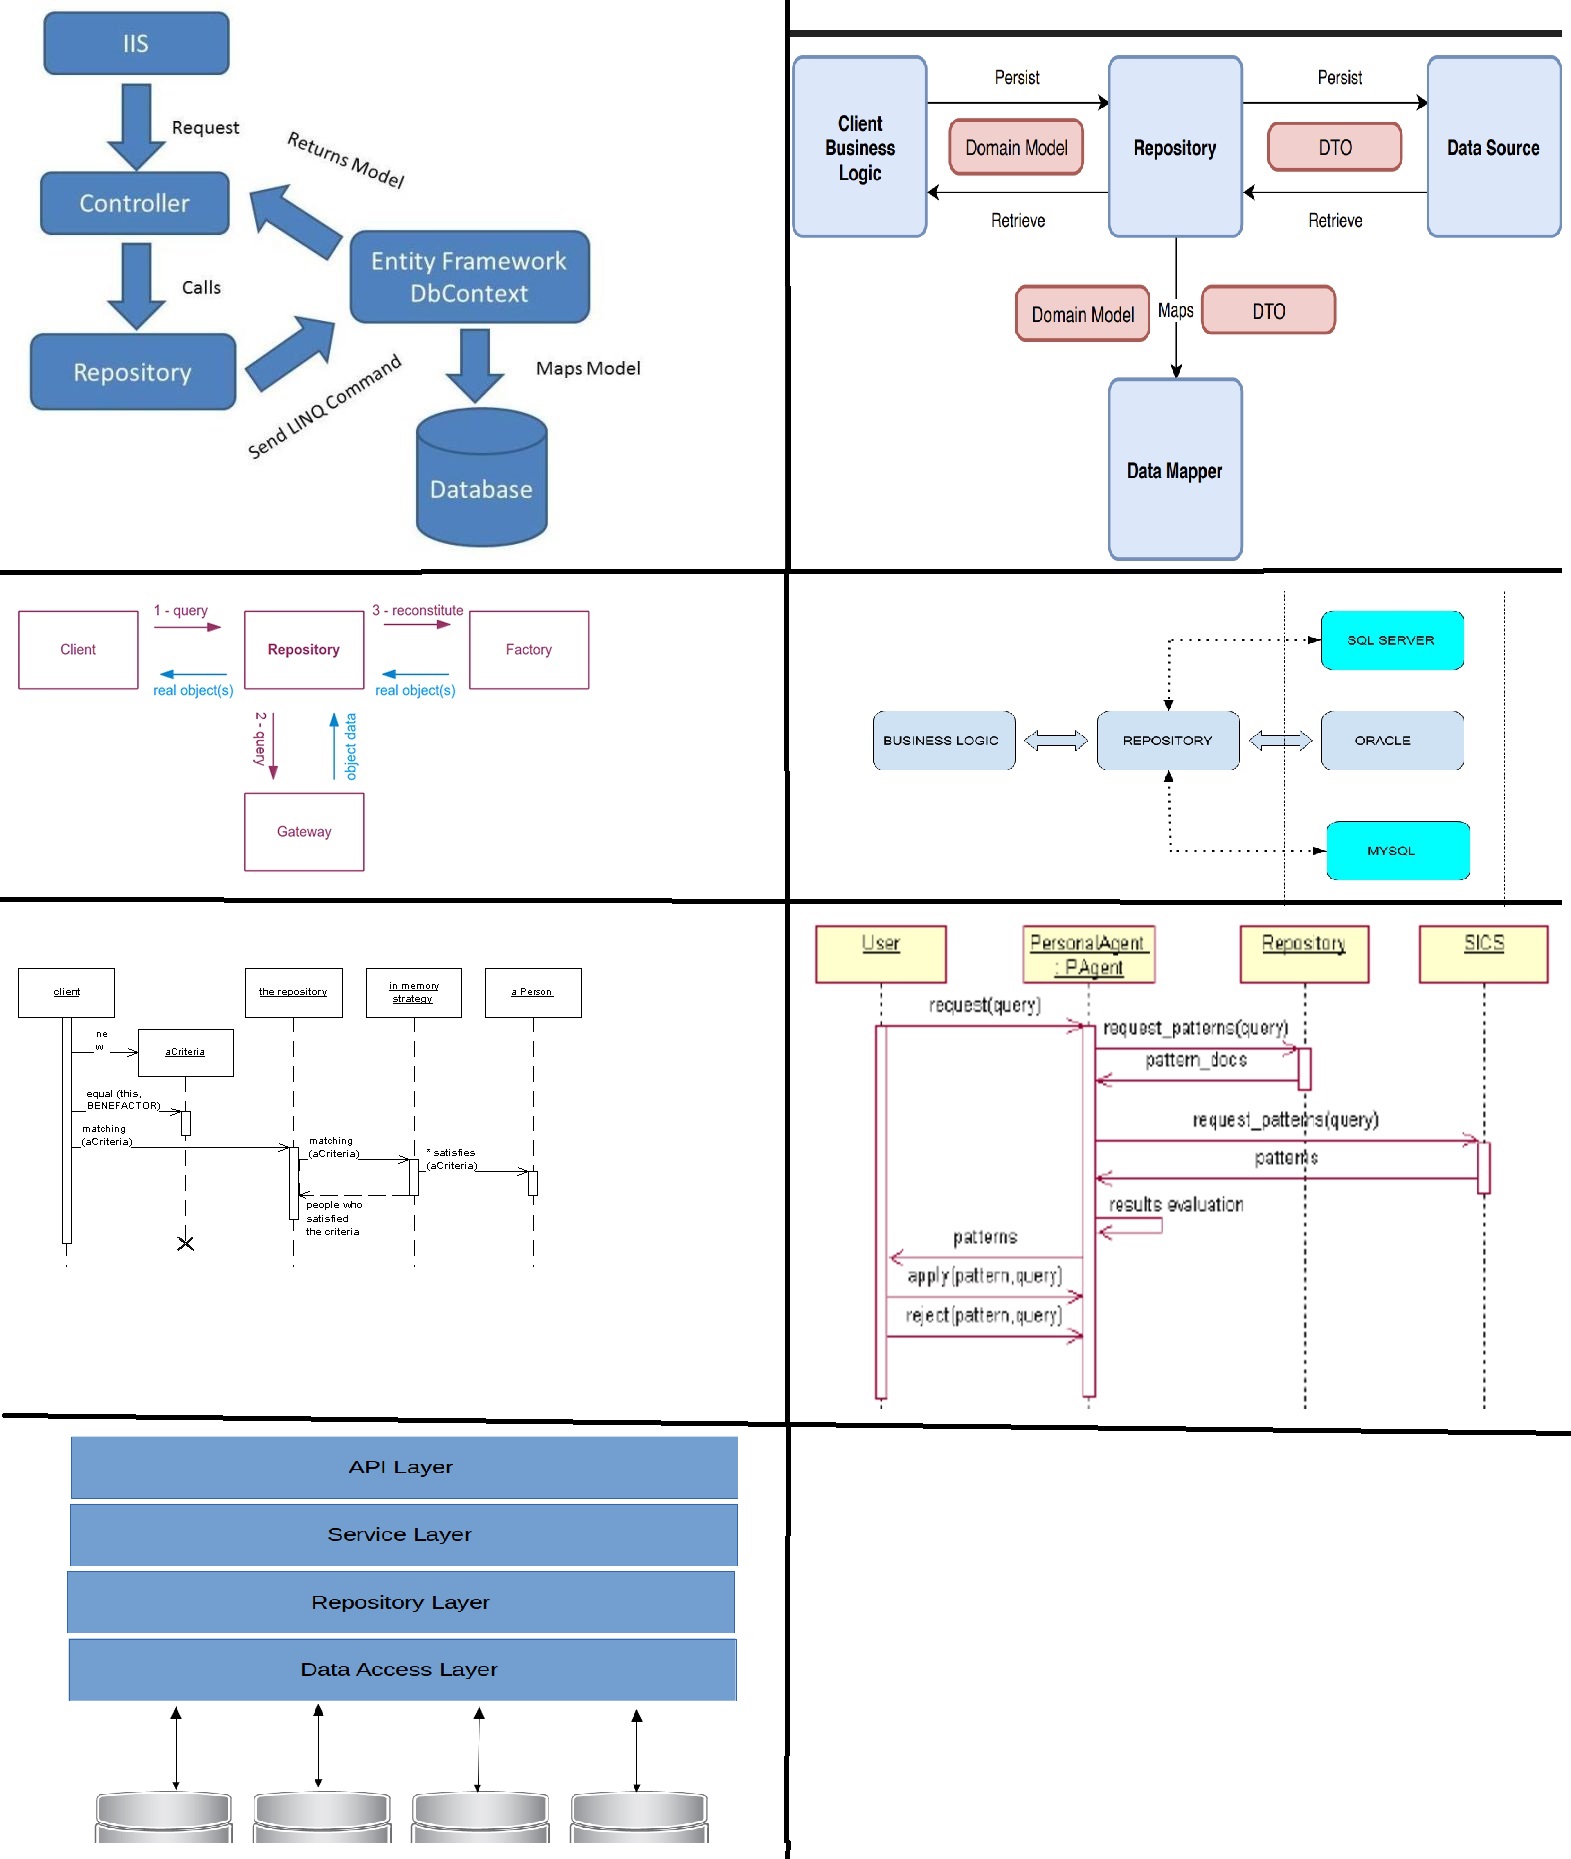 IIS
Request
Returns Model
Controller
Entity Framework
DbContext
Calls
Repository
Send LINQ Command
Maps Model
Database
Persist
Persist
Client
Business
Logic
Domain Model
Repository
DTO
Data Source
Retrieve
Retrieve
Domain Model
Maps
DTO
Data Mapper
1 - query
3 - reconstitute
Client
Repository
Factory
real object(s)
real object(s)
2 - query
object data
Gateway
SQL SERVER
BUSINESS LOGIC
REPOSITORY
ORACLE
MYSQL
client
the repository
in memory
strategy
a Person
ne
w
aCriteria
equal (this,
BENEFACTOR)
matching
(aCriteria)
matching
(aCriteria)
* satisfies
(aCriteria)
people who
satisfied
the criteria
User
PersonalAgent
: PAgent
Repository
SICS
request(query)
request_patterns(query)
pattern_docs
request_patterns(query)
patterns
results evaluation
patterns
apply(pattern,query)
reject(pattern,query)
API Layer
Service Layer
Repository Layer
Data Access Layer